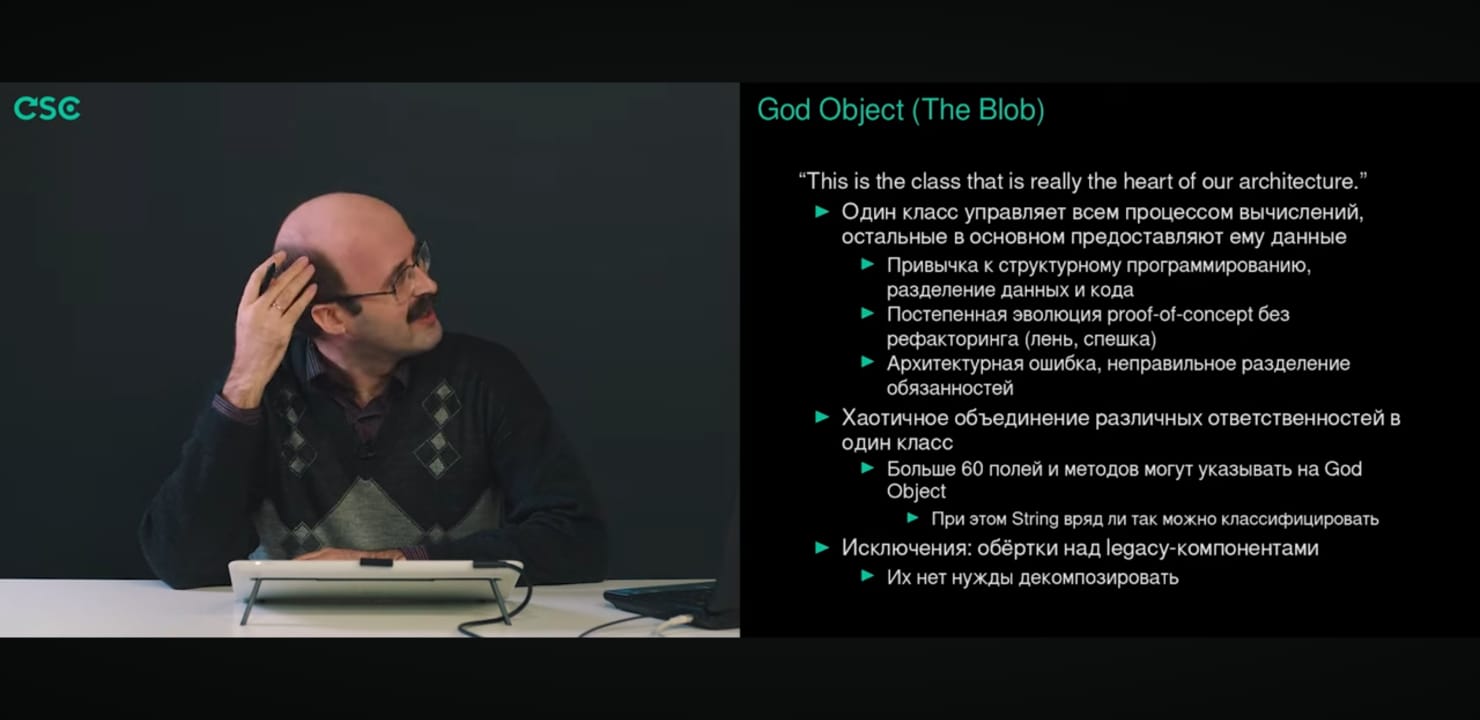 CSC
God Object (The Blob)
“This is the class that is really the heart of our architecture.”
Один класс управляет всем процессом вычислений,
остальные в основном предоставляют ему данные
Привычка к структурному программированию,
разделение данных и кода
Постепенная эволюция proof-of-concept без
рефакторинга (лень, спешка)
Архитектурная ошибка, неправильное разделение
обязанностей
Хаотичное объединение различных ответственностей в
один класс
Больше 60 полей и методов могут указывать на God
Object
При этом String вряд ли так можно классифицировать
Исключения: обёртки над legacy-компонентами
Их нет нужды декомпозировать